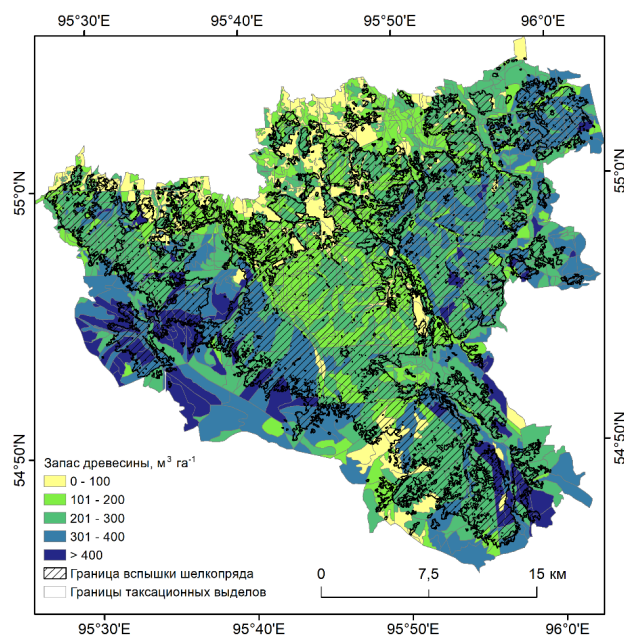 95°30'E 95°40'E 95°50'E 96°0'E
55°0'N
55°0'N
54°50'N
54°50'N
Запас древесины, м³ га⁻¹
0 - 100
101 - 200
201 - 300
301 - 400
> 400
Граница вспышки шелкопряда
Границы таксационных выделов
0 7,5 15 км
95°30'E 95°40'E 95°50'E 96°0'E